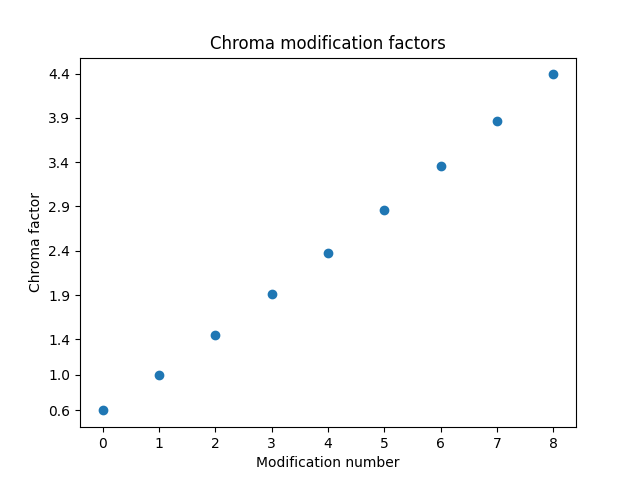 Chroma modification factors
Chroma factor
4.4
3.9
3.4
2.9
2.4
1.9
1.4
1.0
0.6
0 1 2 3 4 5 6 7 8
Modification number